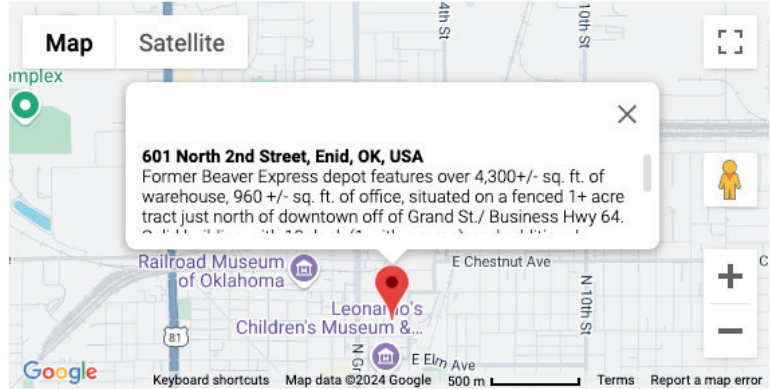 Map
Satellite
4th St
10th St
omplex
601 North 2nd Street, Enid, OK, USA
Former Beaver Express depot features over 4,300+/- sq. ft. of
warehouse, 960 +/- sq. ft. of office, situated on a fenced 1+ acre
tract just north of downtown off of Grand St./ Business Hwy 64.
Railroad Museum
of Oklahoma
E Chestnut Ave
C
N 10th St
Leonardo's
Children's Museum &...
81
N Gr
E Elm Ave
Google
Keyboard shortcuts
Map data ©2024 Google
500 m
Terms
Report a map error